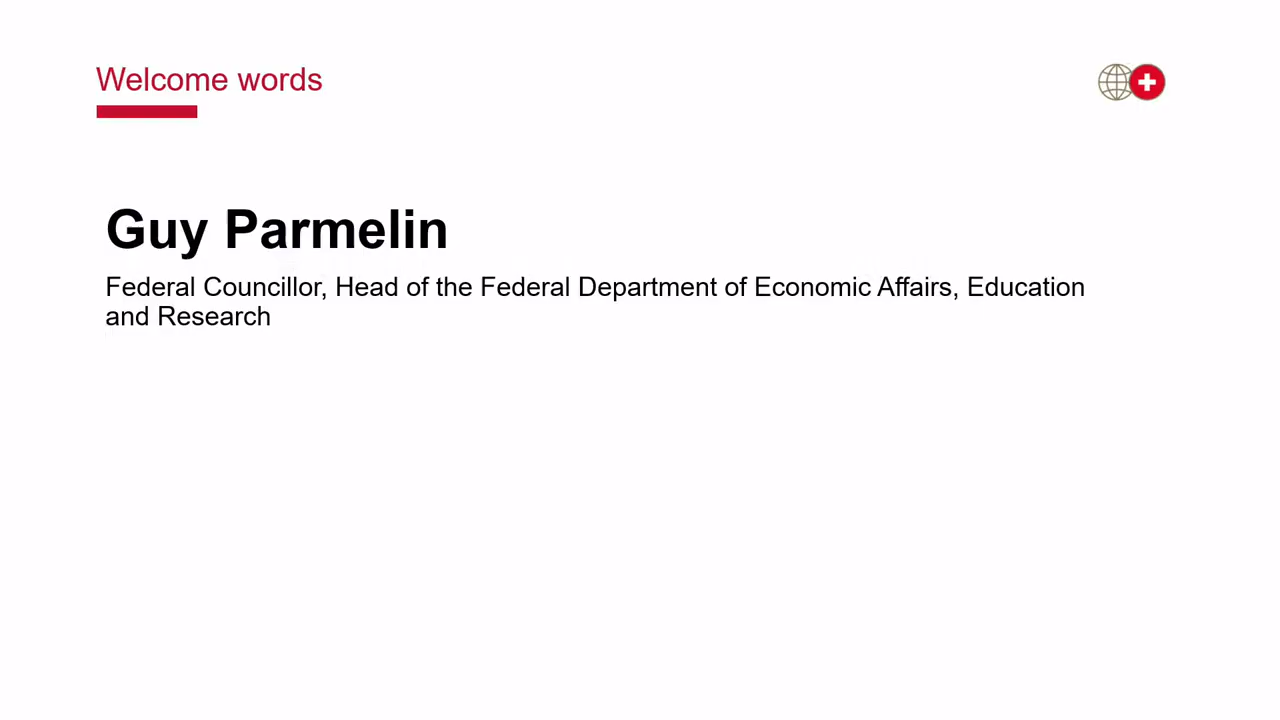 Welcome words
Guy Parmelin
Federal Councillor, Head of the Federal Department of Economic Affairs, Education
and Research